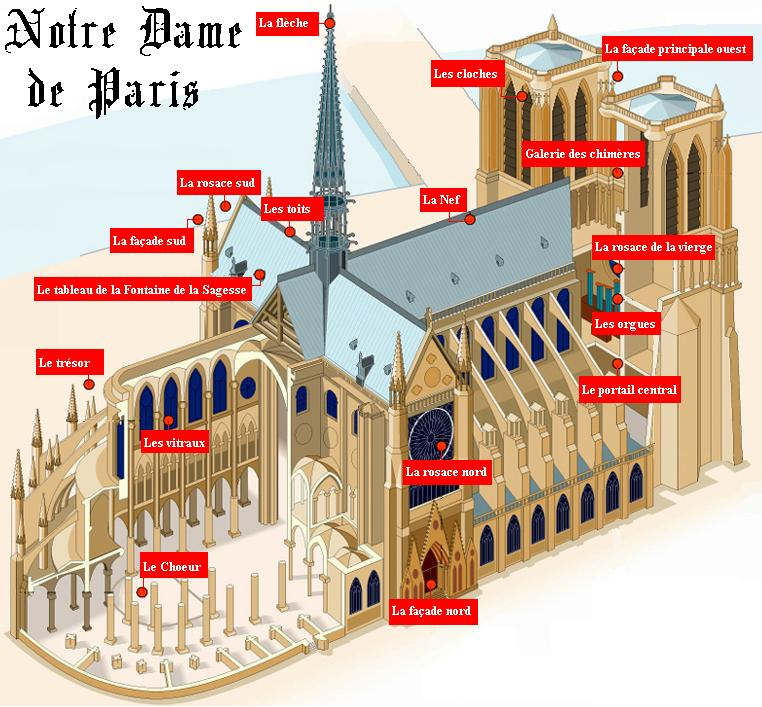 Notre Dame
de Paris
La flèche
La façade principale ouest
Les cloches
Galerie des chimères
La rosace sud
La Nef
Les toits
La façade sud
La rosace de la vierge
Le tableau de la Fontaine de la Sagesse
Les orgues
Le trésor
Le portail central
Les vitraux
La rosace nord
Le Choeur
La façade nord